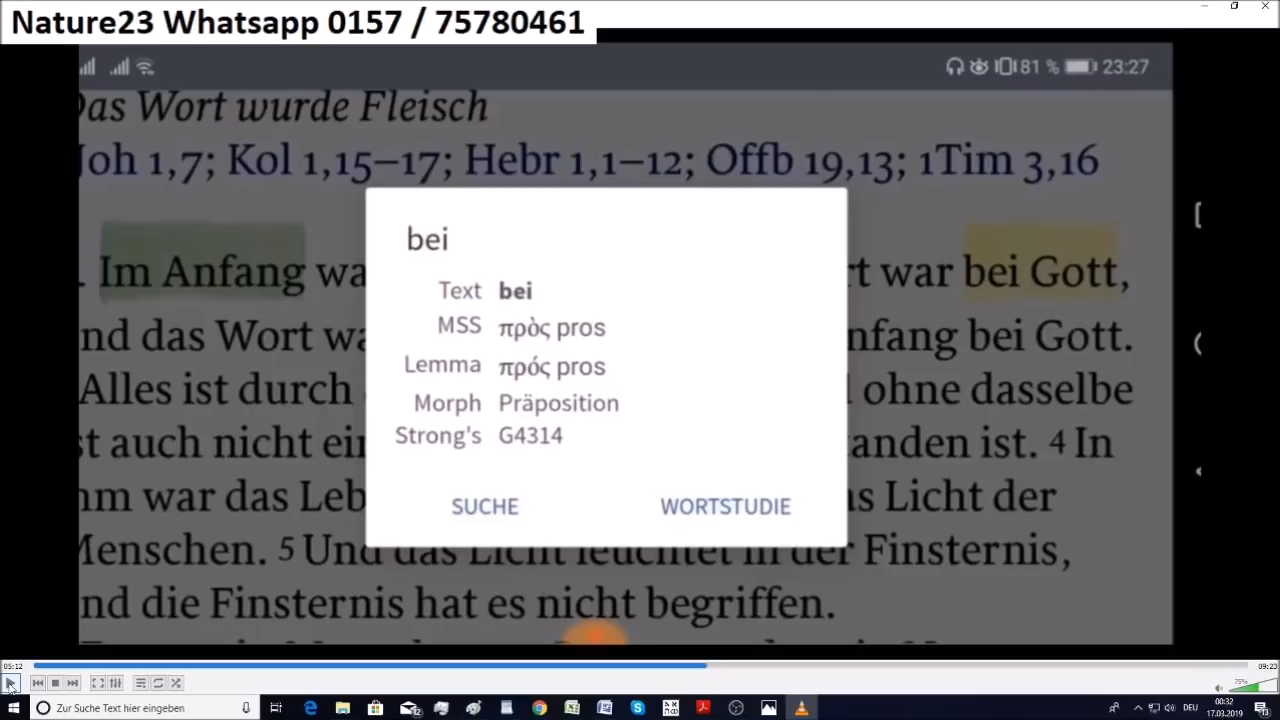 Nature23 Whatsapp 0157 / 75780461
81 % 23:27
Das Wort wurde Fleisch
Joh 1,7; Kol 1,15–17; Hebr 1,1–12; Offb 19,13; 1Tim 3,16
Im Anfang wa
rt war bei Gott,
nd das Wort wa
nfang bei Gott.
Alles ist durch
ohne dasselbe
st auch nicht ei
anden ist. 4 In
hm war das Leb
as Licht der
Menschen. 5 Und das Licht leuchtet in der Finsternis,
nd die Finsternis hat es nicht begriffen.
bei
Text bei
MSS πρὸς pros
Lemma πρός pros
Morph Präposition
Strong's G4314
SUCHE WORTSTUDIE
05:12
09:20
75%
Zur Suche Text hier eingeben
DEU
00:32
17.03.2019